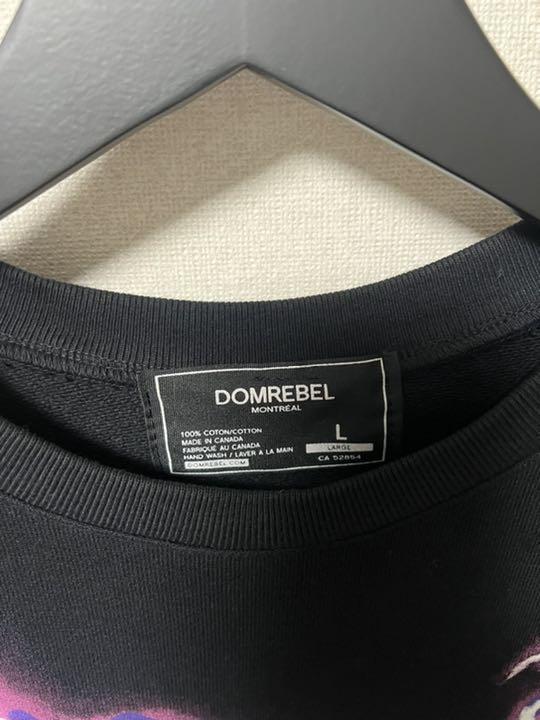 DOMREBEL
MONTRÉAL
100% COTON/COTTON
MADE IN CANADA
FABRIQUÉ AU CANADA
HAND WASH / LAVER À LA MAIN
DOMREBEL.COM
L
LARGE
CA 52854